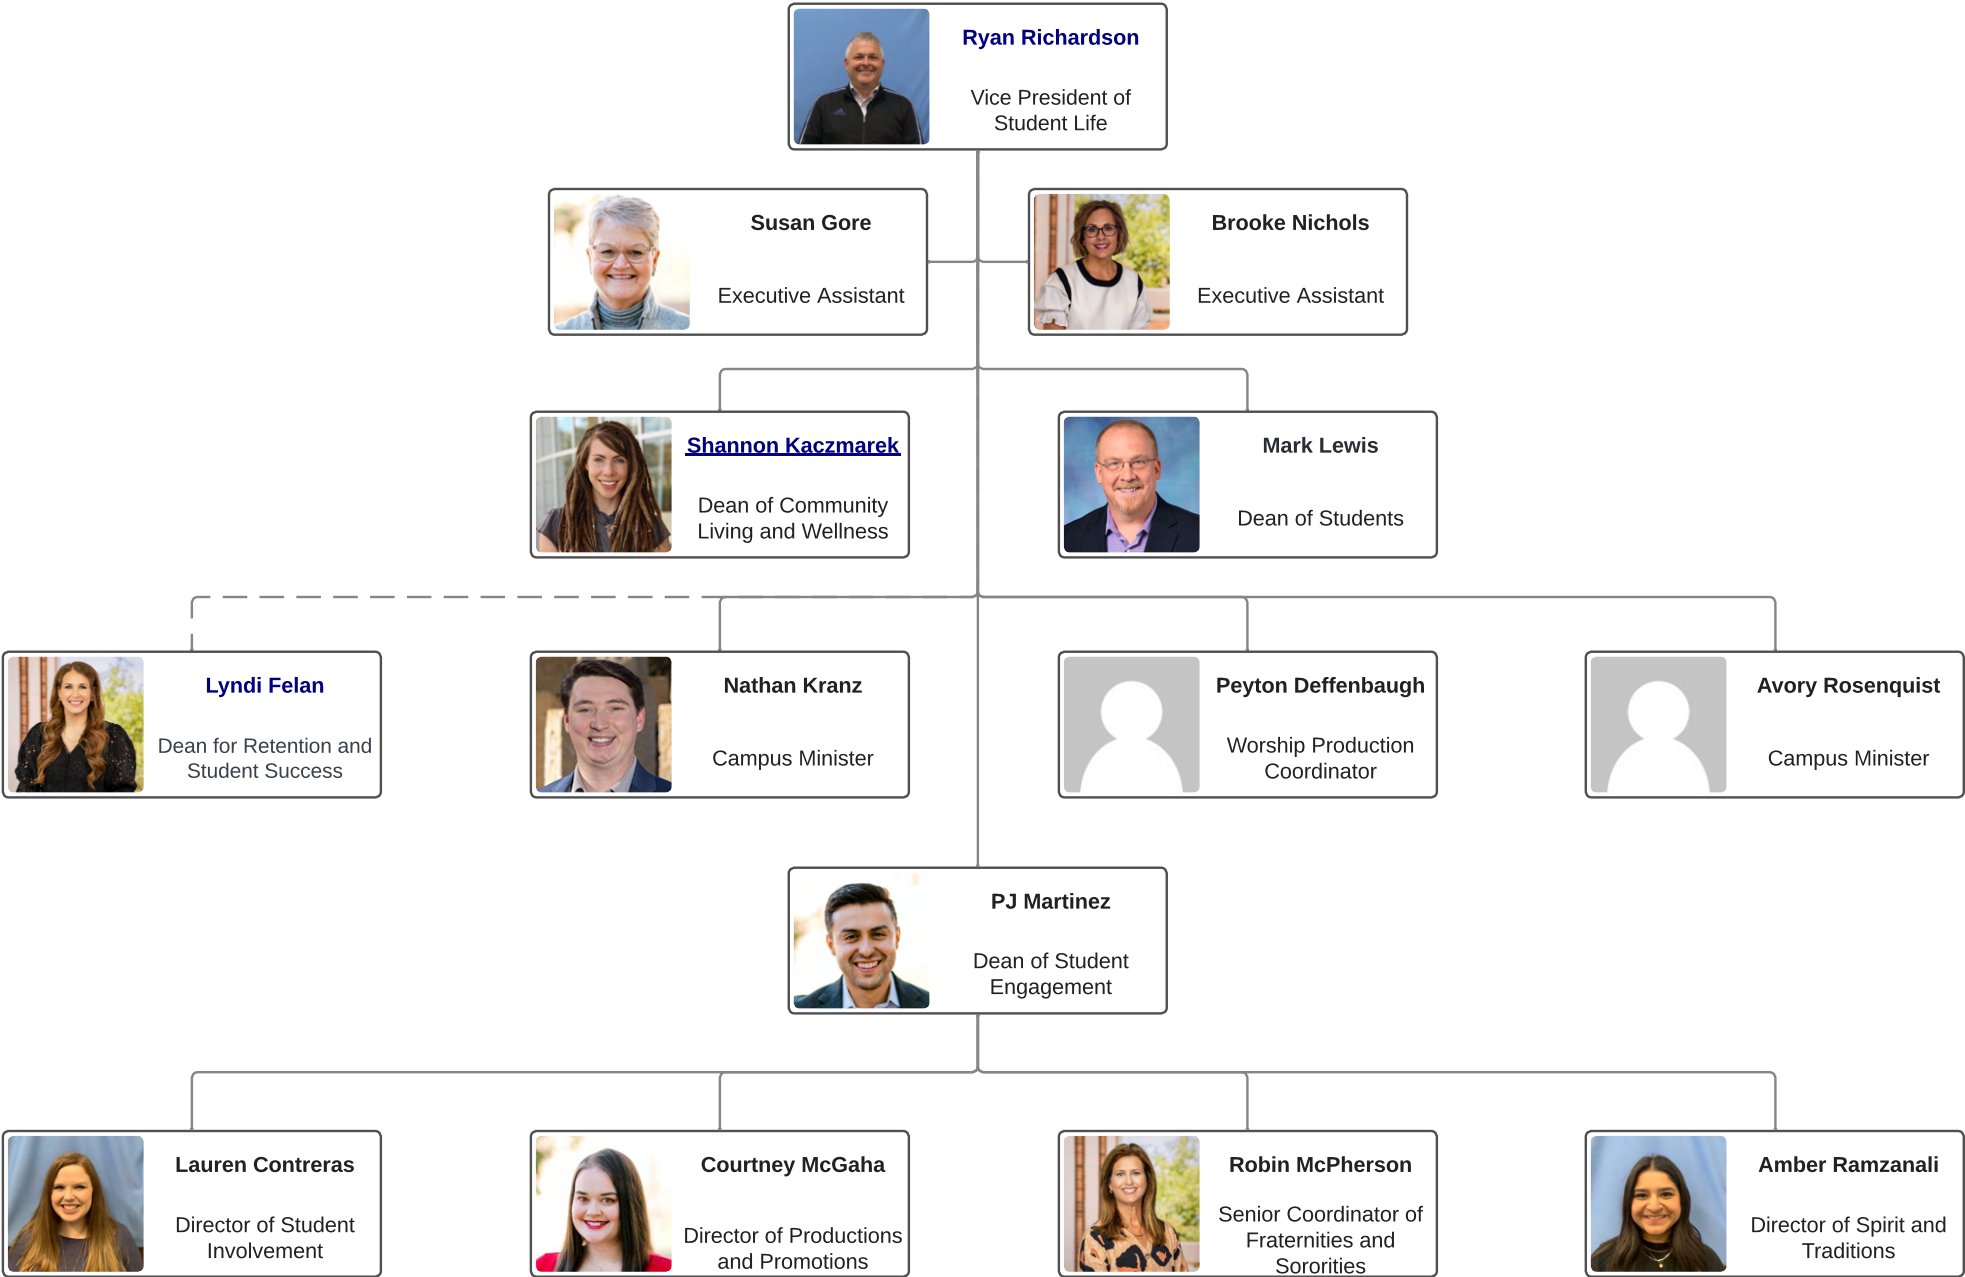 Ryan Richardson
Vice President of
Student Life
Susan Gore
Executive Assistant
Brooke Nichols
Executive Assistant
Shannon Kaczmarek
Dean of Community
Living and Wellness
Mark Lewis
Dean of Students
Lyndi Felan
Dean for Retention and
Student Success
Nathan Kranz
Campus Minister
Peyton Deffenbaugh
Worship Production
Coordinator
Avory Rosenquist
Campus Minister
PJ Martinez
Dean of Student
Engagement
Lauren Contreras
Director of Student
Involvement
Courtney McGaha
Director of Productions
and Promotions
Robin McPherson
Senior Coordinator of
Fraternities and
Sororities
Amber Ramzanali
Director of Spirit and
Traditions